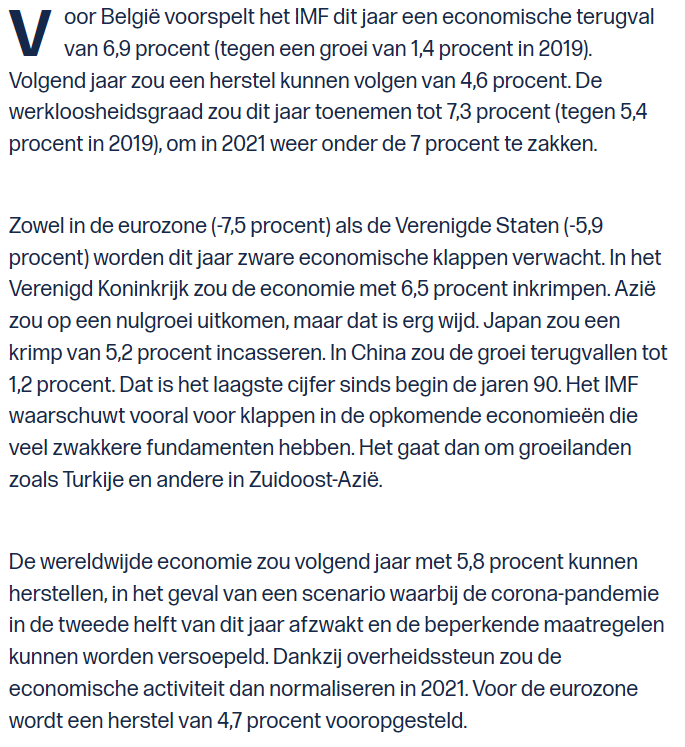 Voor België voorspelt het IMF dit jaar een economische terugval
van 6,9 procent (tegen een groei van 1,4 procent in 2019).
Volgend jaar zou een herstel kunnen volgen van 4,6 procent. De
werkloosheidsgraad zou dit jaar toenemen tot 7,3 procent (tegen 5,4
procent in 2019), om in 2021 weer onder de 7 procent te zakken.
Zowel in de eurozone (-7,5 procent) als de Verenigde Staten (-5,9
procent) worden dit jaar zware economische klappen verwacht. In het
Verenigd Koninkrijk zou de economie met 6,5 procent inkrimpen. Azië
zou op een nulgroei uitkomen, maar dat is erg wijd. Japan zou een
krimp van 5,2 procent incasseren. In China zou de groei terugvallen tot
1,2 procent. Dat is het laagste cijfer sinds begin de jaren 90. Het IMF
waarschuwt vooral voor klappen in de opkomende economieën die
veel zwakkere fundamenten hebben. Het gaat dan om groeilanden
zoals Turkije en andere in Zuidoost-Azië.
De wereldwijde economie zou volgend jaar met 5,8 procent kunnen
herstellen, in het geval van een scenario waarbij de corona-pandemie
in de tweede helft van dit jaar afzwakt en de beperkende maatregelen
kunnen worden versoepeld. Dankzij overheidssteun zou de
economische activiteit dan normaliseren in 2021. Voor de eurozone
wordt een herstel van 4,7 procent vooropgesteld.